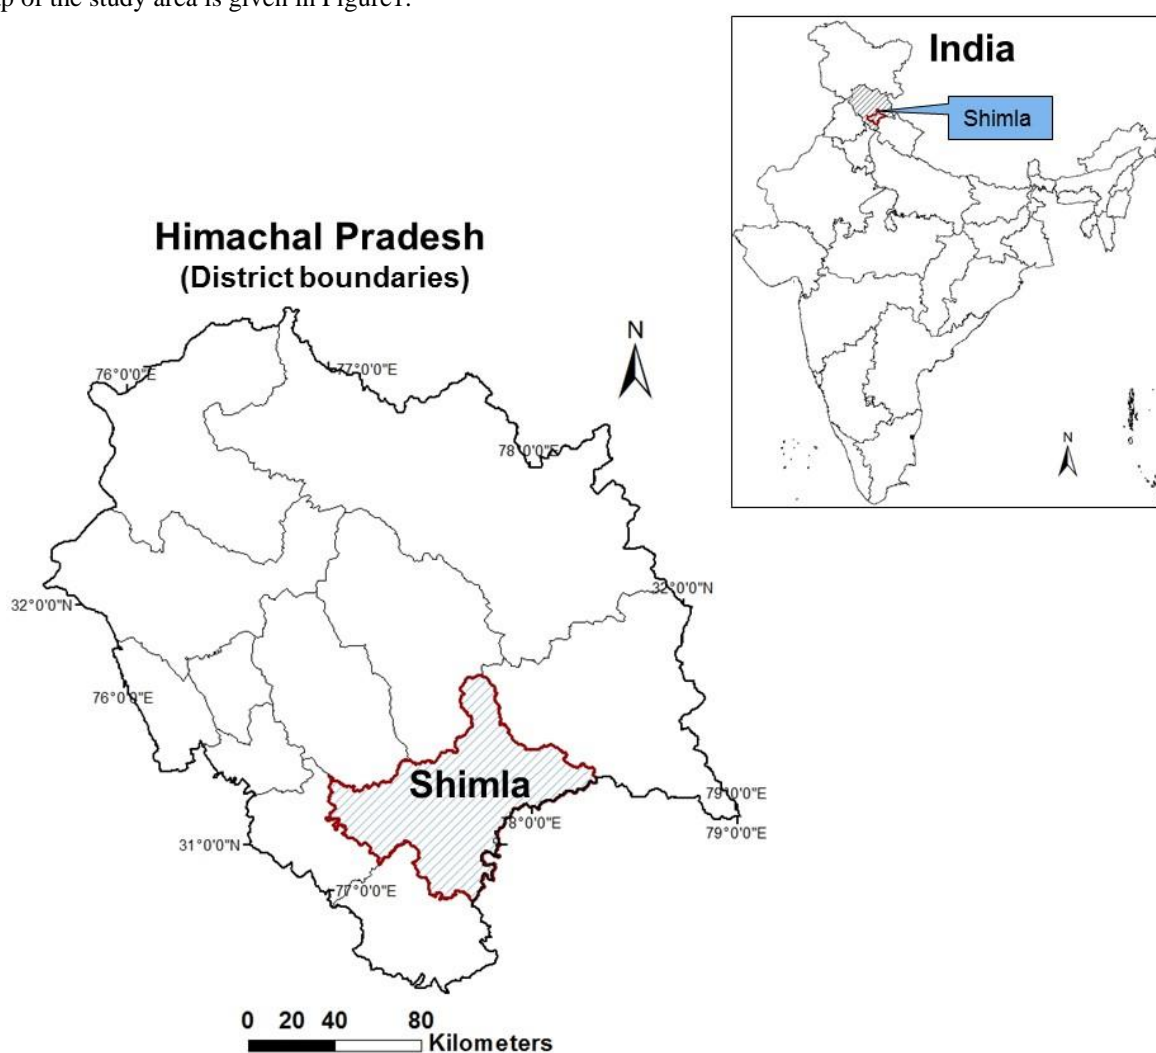 of the study area is given in Figure1.
India
Shimla
Himachal Pradesh
(District boundaries)
N
76°0'0"E
77°0'0"E
78°0'0"E
N
32°0'0"N
32°0'0"N
76°0'0"E
Shimla
79°0'0"E
78°0'0"E
79°0'0"E
31°0'0"N
77°0'0"E
0 20 40 80
Kilometers